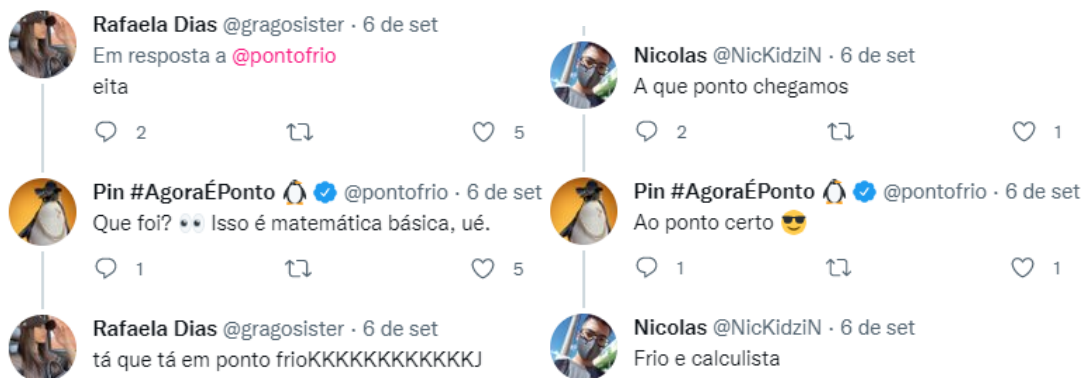 Rafaela Dias @gragosister · 6 de set
Em resposta a @pontofrio
eita
2 5
Pin #AgoraÉPonto 🐧 @pontofrio · 6 de set
Que foi? 👀 Isso é matemática básica, ué.
1 5
Rafaela Dias @gragosister · 6 de set
tá que tá em ponto frioKKKKKKKKKKKKJ
Nicolas @NicKidziN · 6 de set
A que ponto chegamos
2 1
Pin #AgoraÉPonto 🐧 @pontofrio · 6 de set
Ao ponto certo 😎
1 1
Nicolas @NicKidziN · 6 de set
Frio e calculista